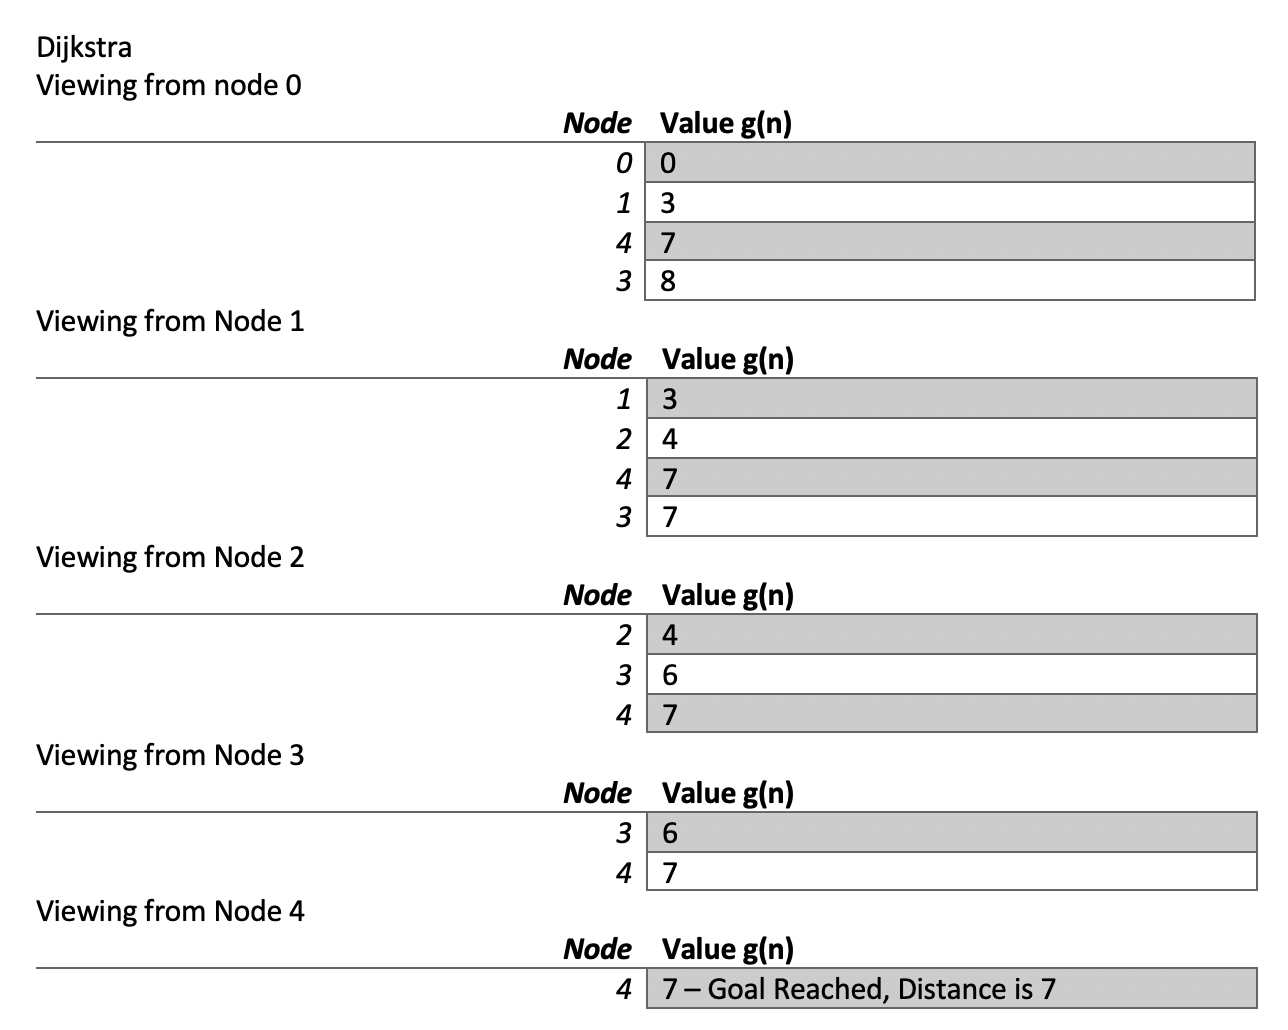 Dijkstra
Viewing from node 0
Node Value g(n)
0 0
1 3
4 7
3 8
Viewing from Node 1
Node Value g(n)
1 3
2 4
4 7
3 7
Viewing from Node 2
Node Value g(n)
2 4
3 6
4 7
Viewing from Node 3
Node Value g(n)
3 6
4 7
Viewing from Node 4
Node Value g(n)
4 7 – Goal Reached, Distance is 7